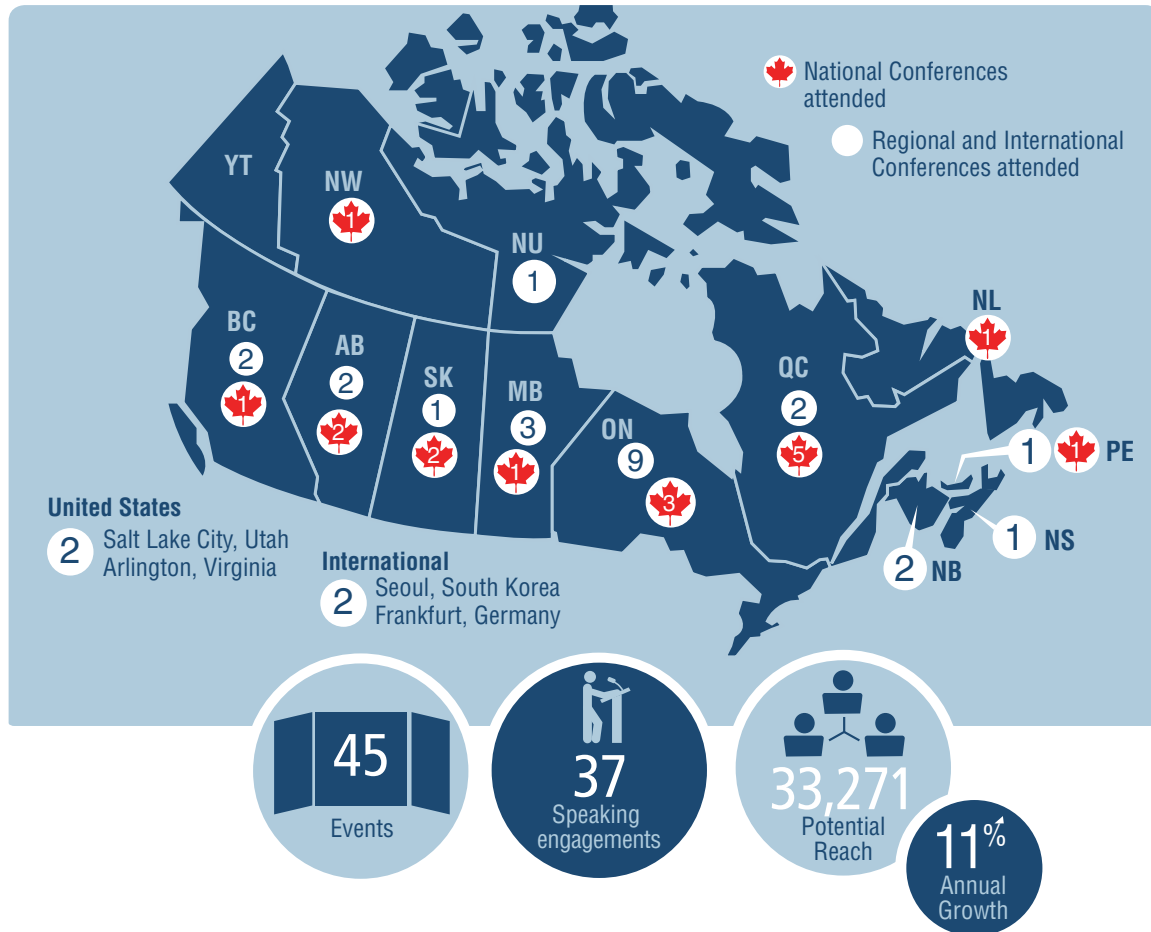 National Conferences
attended
Regional and International
Conferences attended
YT
NW
1
NU
1
BC
2
1
AB
2
2
SK
1
2
MB
3
1
ON
9
3
QC
2
5
NL
1
1
1
PE
1
NS
2
NB
United States
2
Salt Lake City, Utah
Arlington, Virginia
International
2
Seoul, South Korea
Frankfurt, Germany
45
Events
37
Speaking
engagements
33,271
Potential
Reach
11%
Annual
Growth